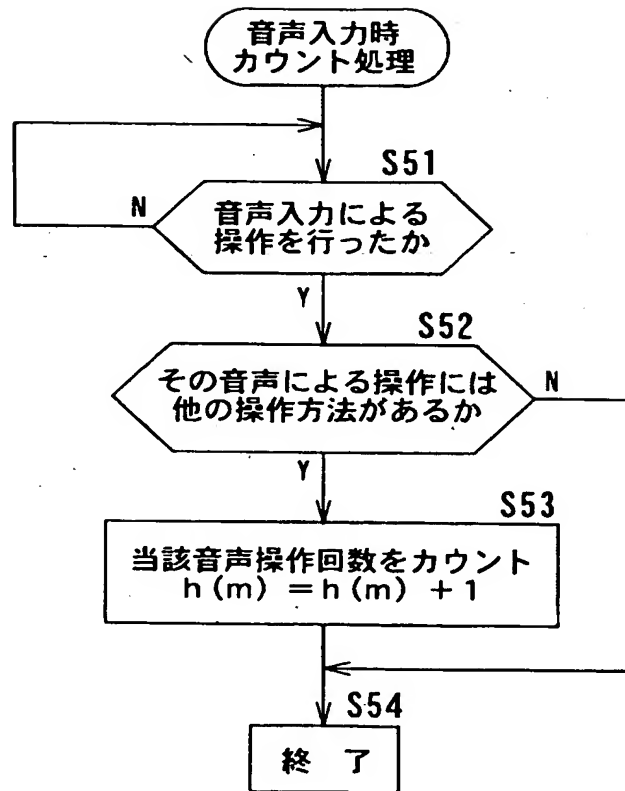 音声入力時
カウント処理
S51
N
音声入力による
操作を行ったか
Y
S52
その音声による操作には
他の操作方法があるか
N
Y
S53
当該音声操作回数をカウント
h(m)=h(m)+1
S54
終 了